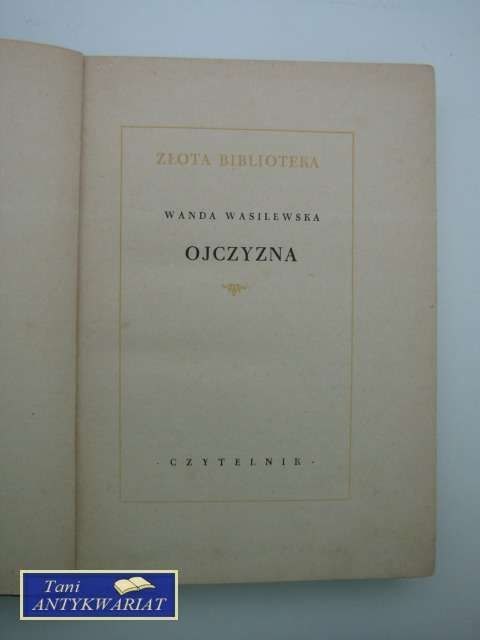 ZŁOTA BIBLIOTEKA
WANDA WASILEWSKA
OJCZYZNA
· CZYTELNIK ·
Tani
ANTYKWARIAT